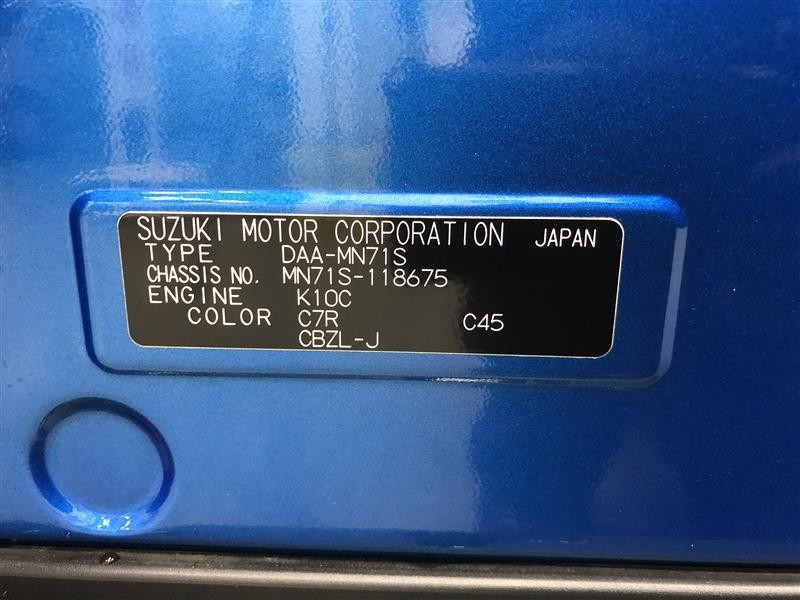 SUZUKI MOTOR CORPORATION JAPAN
TYPE DAA-MN71S
CHASSIS NO. MN71S-118675
ENGINE K10C
COLOR C7R C45
CBZL-J